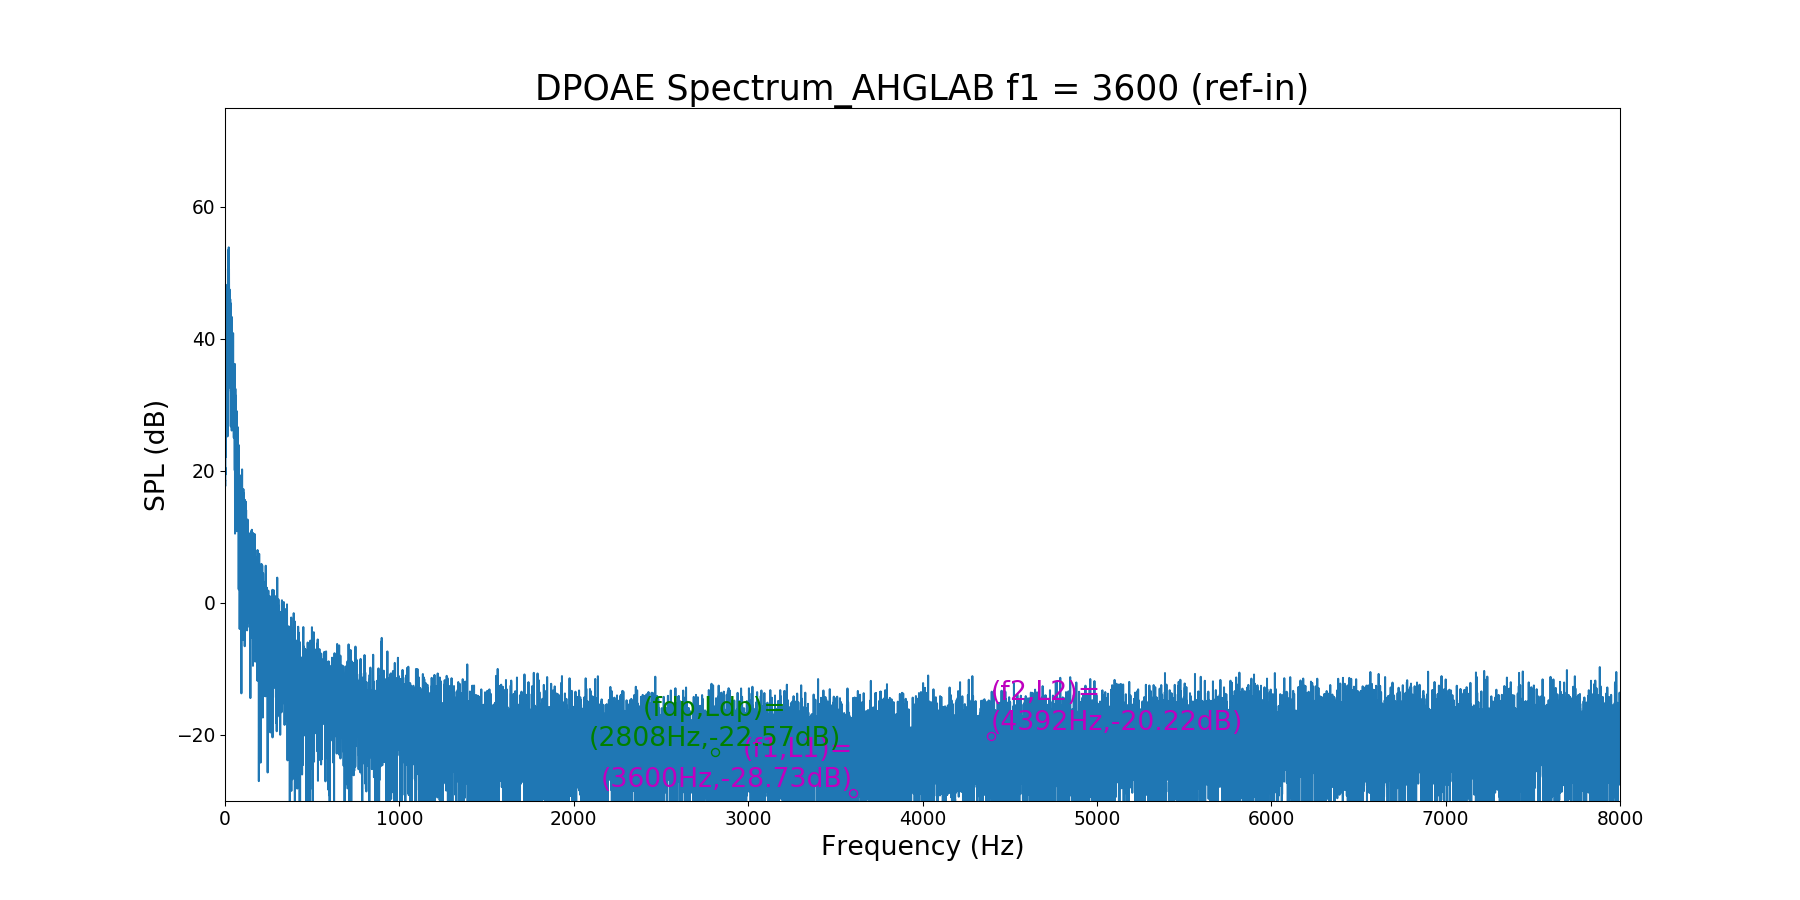 DPOAE Spectrum_AHGLAB f1 = 3600 (ref-in)
SPL (dB)
60
40
20
0
−20
(fdp,Ldp)=
(2808Hz,-22.57dB)
(f1,L1)=
(3600Hz,-28.73dB)
(f2,L2)=
(4392Hz,-20.22dB)
0 1000 2000 3000 4000 5000 6000 7000 8000
Frequency (Hz)